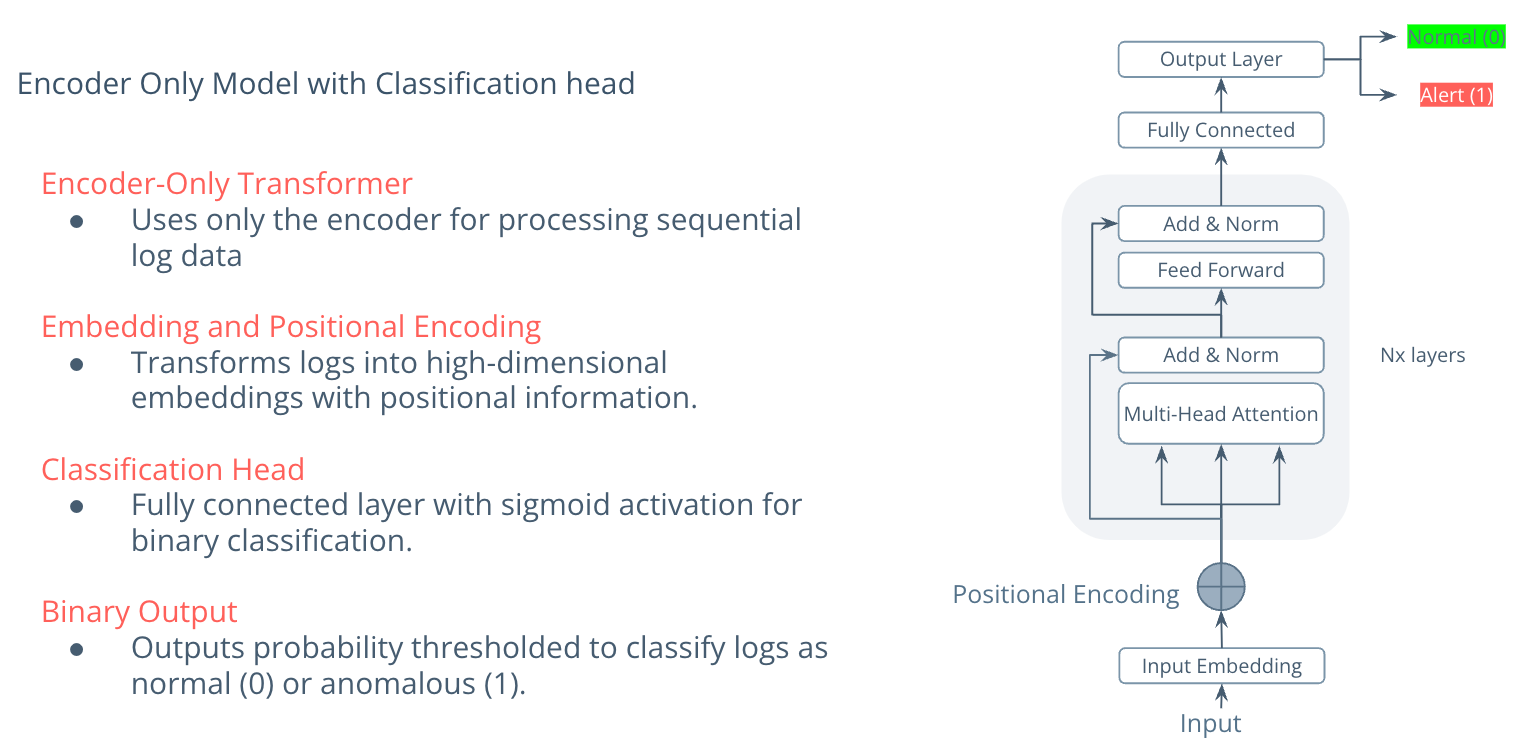 Encoder Only Model with Classification head
Encoder-Only Transformer
● Uses only the encoder for processing sequential
log data
Embedding and Positional Encoding
● Transforms logs into high-dimensional
embeddings with positional information.
Classification Head
● Fully connected layer with sigmoid activation for
binary classification.
Binary Output
● Outputs probability thresholded to classify logs as
normal (0) or anomalous (1).
Normal (0)
Output Layer
Alert (1)
Fully Connected
Add & Norm
Feed Forward
Add & Norm
Nx layers
Multi-Head Attention
Positional Encoding
Input Embedding
Input